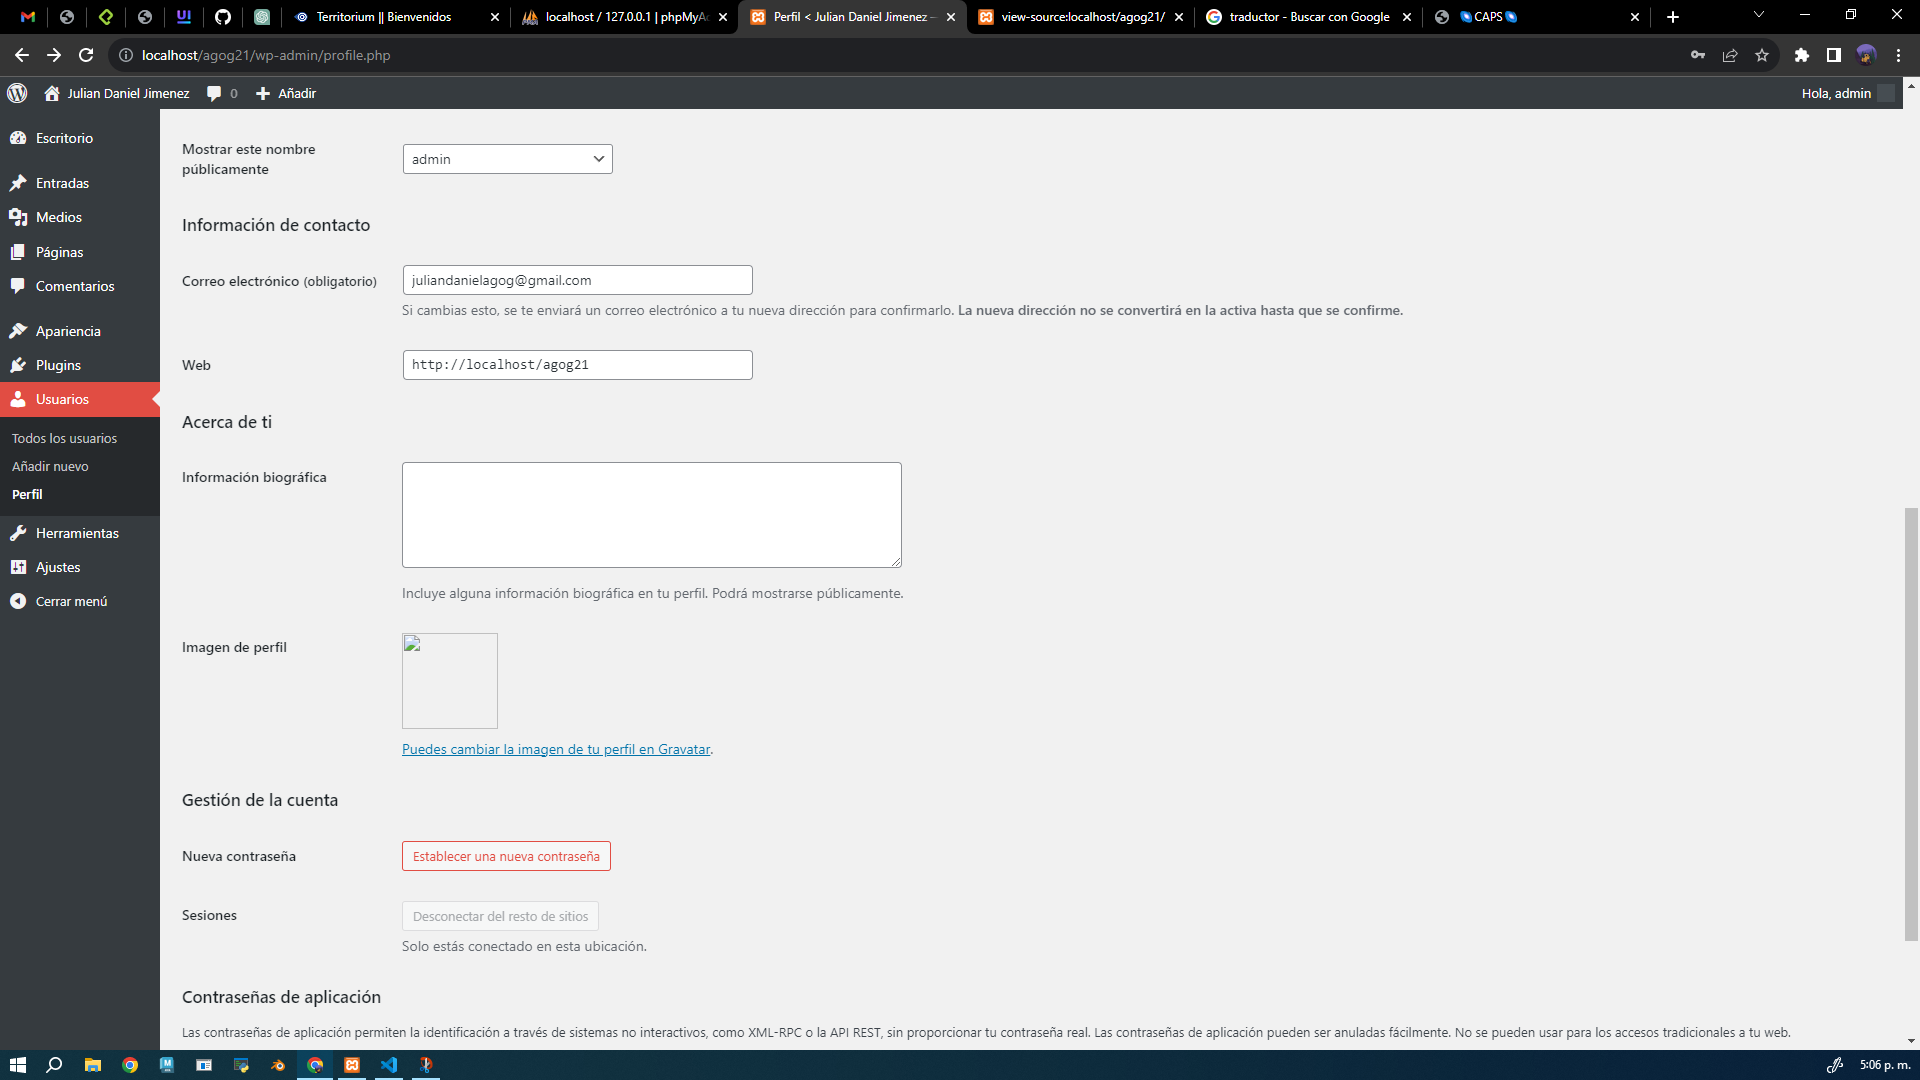 Territorium || Bienvenidos
localhost / 127.0.0.1 | phpMyAd
Perfil < Julian Daniel Jimenez —
view-source:localhost/agog21/
traductor - Buscar con Google
CAPS
localhost/agog21/wp-admin/profile.php
Julian Daniel Jimenez
0
Añadir
Hola, admin
Escritorio
Entradas
Medios
Páginas
Comentarios
Apariencia
Plugins
Usuarios
Todos los usuarios
Añadir nuevo
Perfil
Herramientas
Ajustes
Cerrar menú
Mostrar este nombre
públicamente
admin
Información de contacto
Correo electrónico (obligatorio)
juliandanielagog@gmail.com
Si cambias esto, se te enviará un correo electrónico a tu nueva dirección para confirmarlo. La nueva dirección no se convertirá en la activa hasta que se confirme.
Web
http://localhost/agog21
Acerca de ti
Información biográfica
Incluye alguna información biográfica en tu perfil. Podrá mostrarse públicamente.
Imagen de perfil
Puedes cambiar la imagen de tu perfil en Gravatar.
Gestión de la cuenta
Nueva contraseña
Establecer una nueva contraseña
Sesiones
Desconectar del resto de sitios
Solo estás conectado en esta ubicación.
Contraseñas de aplicación
Las contraseñas de aplicación permiten la identificación a través de sistemas no interactivos, como XML-RPC o la API REST, sin proporcionar tu contraseña real. Las contraseñas de aplicación pueden ser anuladas fácilmente. No se pueden usar para los accesos tradicionales a tu web.
5:06 p. m.